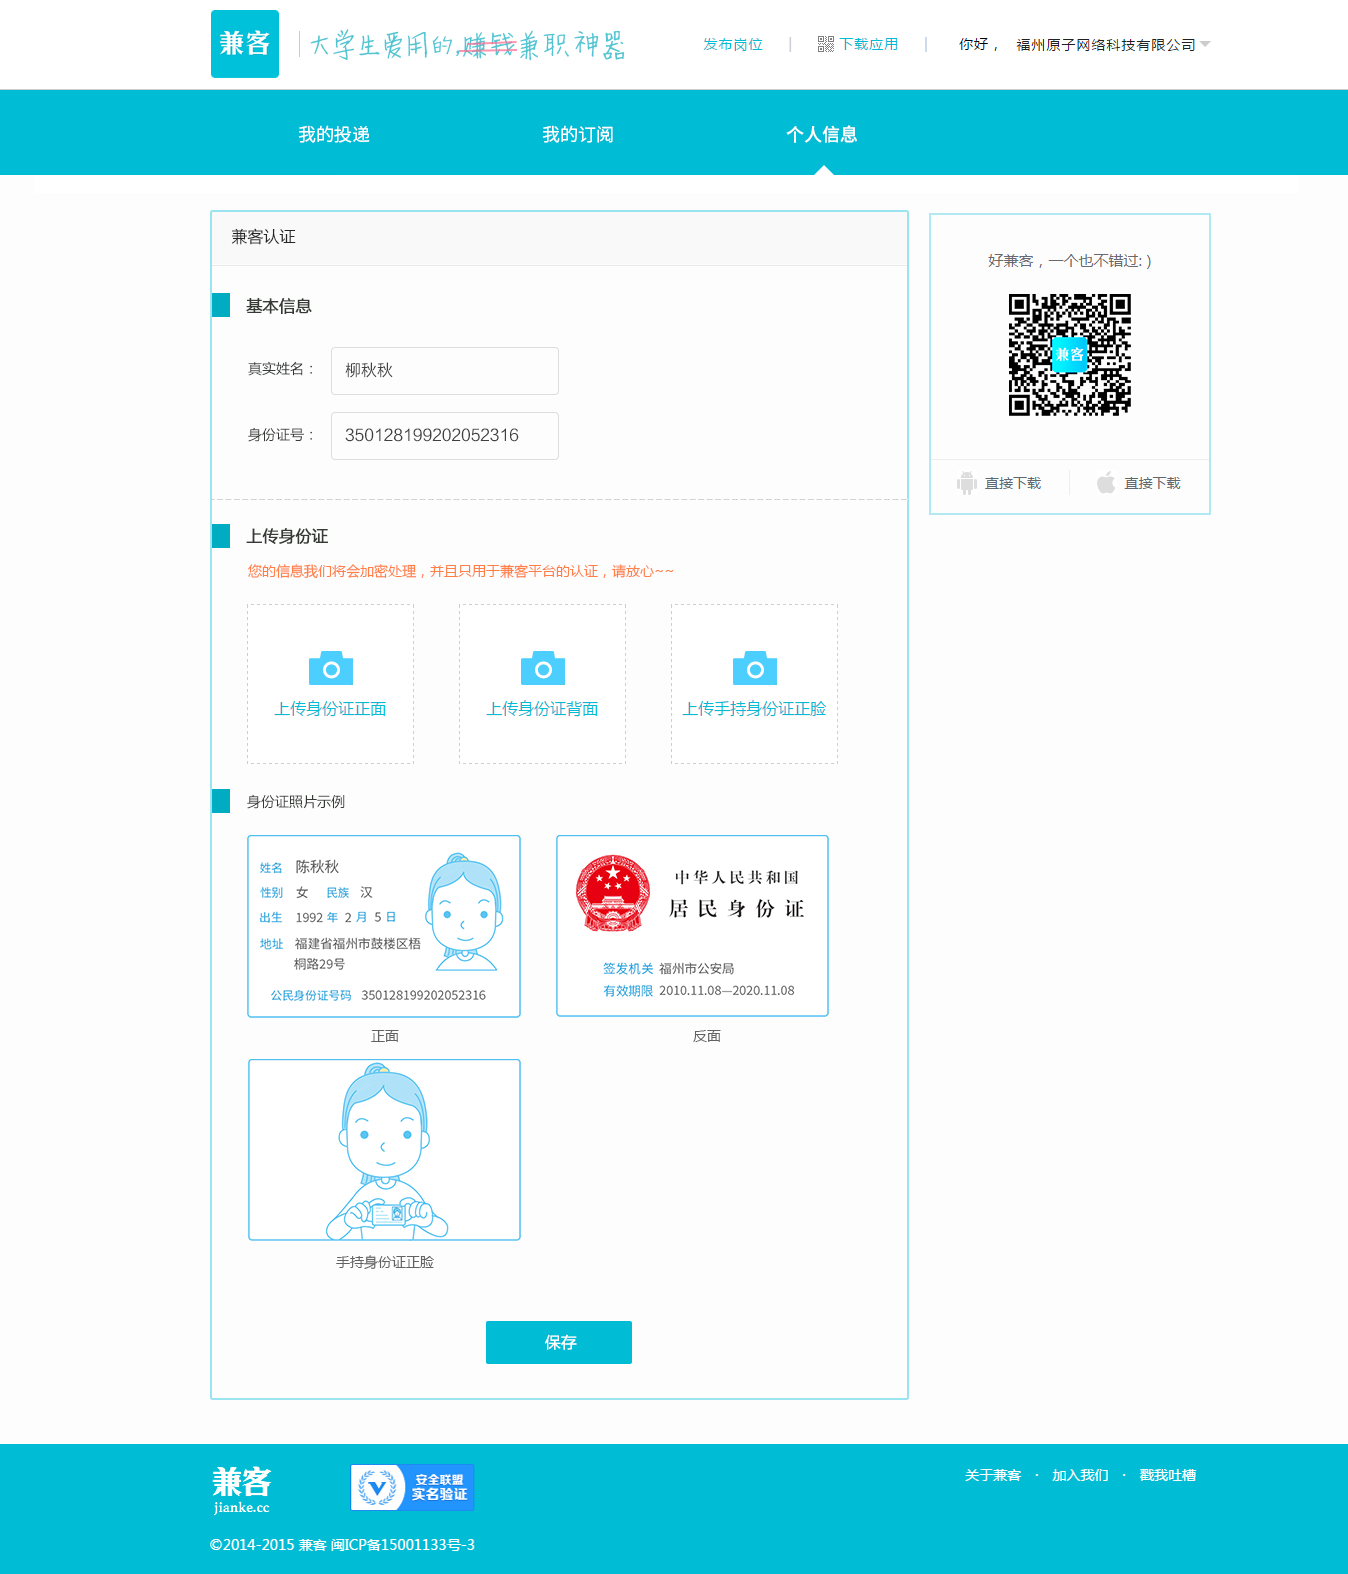 兼客
大学生爱用的,赚钱兼职神器
发布岗位
下载应用
你好，
福州原子网络科技有限公司
我的投递
我的订阅
个人信息
兼客认证
基本信息
真实姓名：
柳秋秋
身份证号：
350128199202052316
上传身份证
您的信息我们将会加密处理，并且只用于兼客平台的认证，请放心~~
上传身份证正面
上传身份证背面
上传手持身份证正脸
身份证照片示例
姓名 陈秋秋
性别 女 民族 汉
出生 1992 年 2 月 5 日
地址 福建省福州市鼓楼区梧
桐路29号
公民身份证号码 350128199202052316
正面
中华人民共和国
居民身份证
签发机关 福州市公安局
有效期限 2010.11.08—2020.11.08
反面
手持身份证正脸
保存
好兼客，一个也不错过: )
兼客
直接下载
直接下载
兼客
jianke.cc
安全联盟
实名验证
关于兼客 · 加入我们 · 戳我吐槽
©2014-2015 兼客 闽ICP备15001133号-3